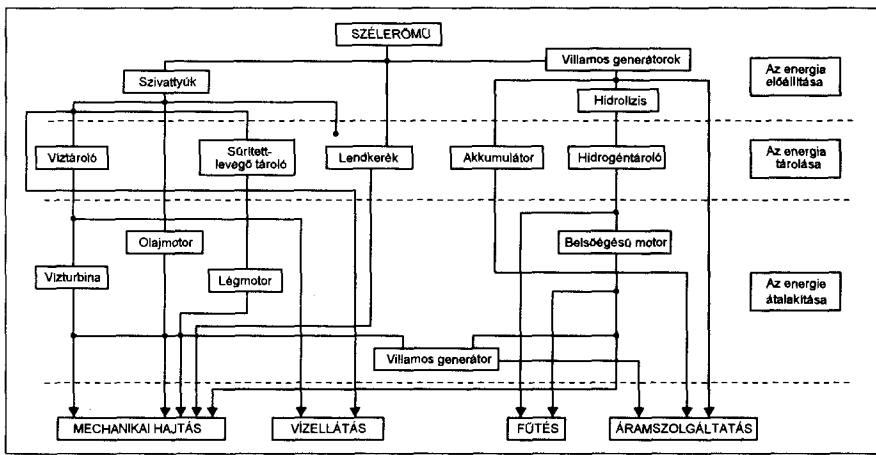 SZÉLERŐMŰ
Villamos generátorok
Szivattyúk
Hidrolízis
Az energia
előállítása
Víztároló
Sűrített-
levegő tároló
Lendkerék
Akkumulátor
Hidrogéntároló
Az energia
tárolása
Olajmotor
Belsőégésű motor
Vízturbina
Légmotor
Az energie
átalakítása
Villamos generátor
MECHANIKAI HAJTÁS
VÍZELLÁTÁS
FŰTÉS
ÁRAMSZOLGÁLTATÁS